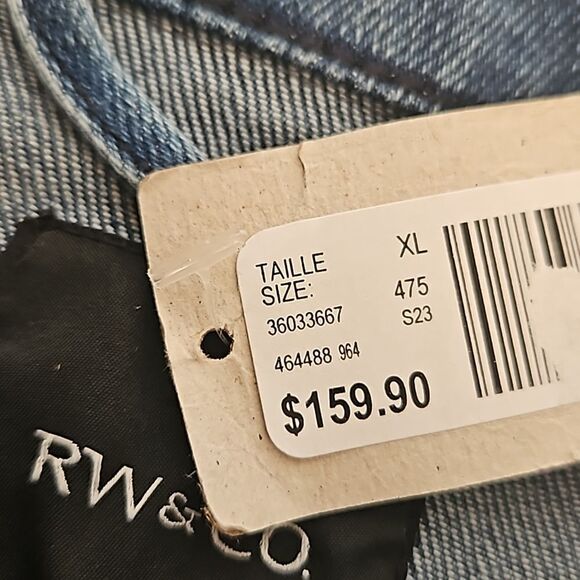 TAILLE XL
SIZE: 475
36033667 S23
464488 964
$159.90
RW & CO.